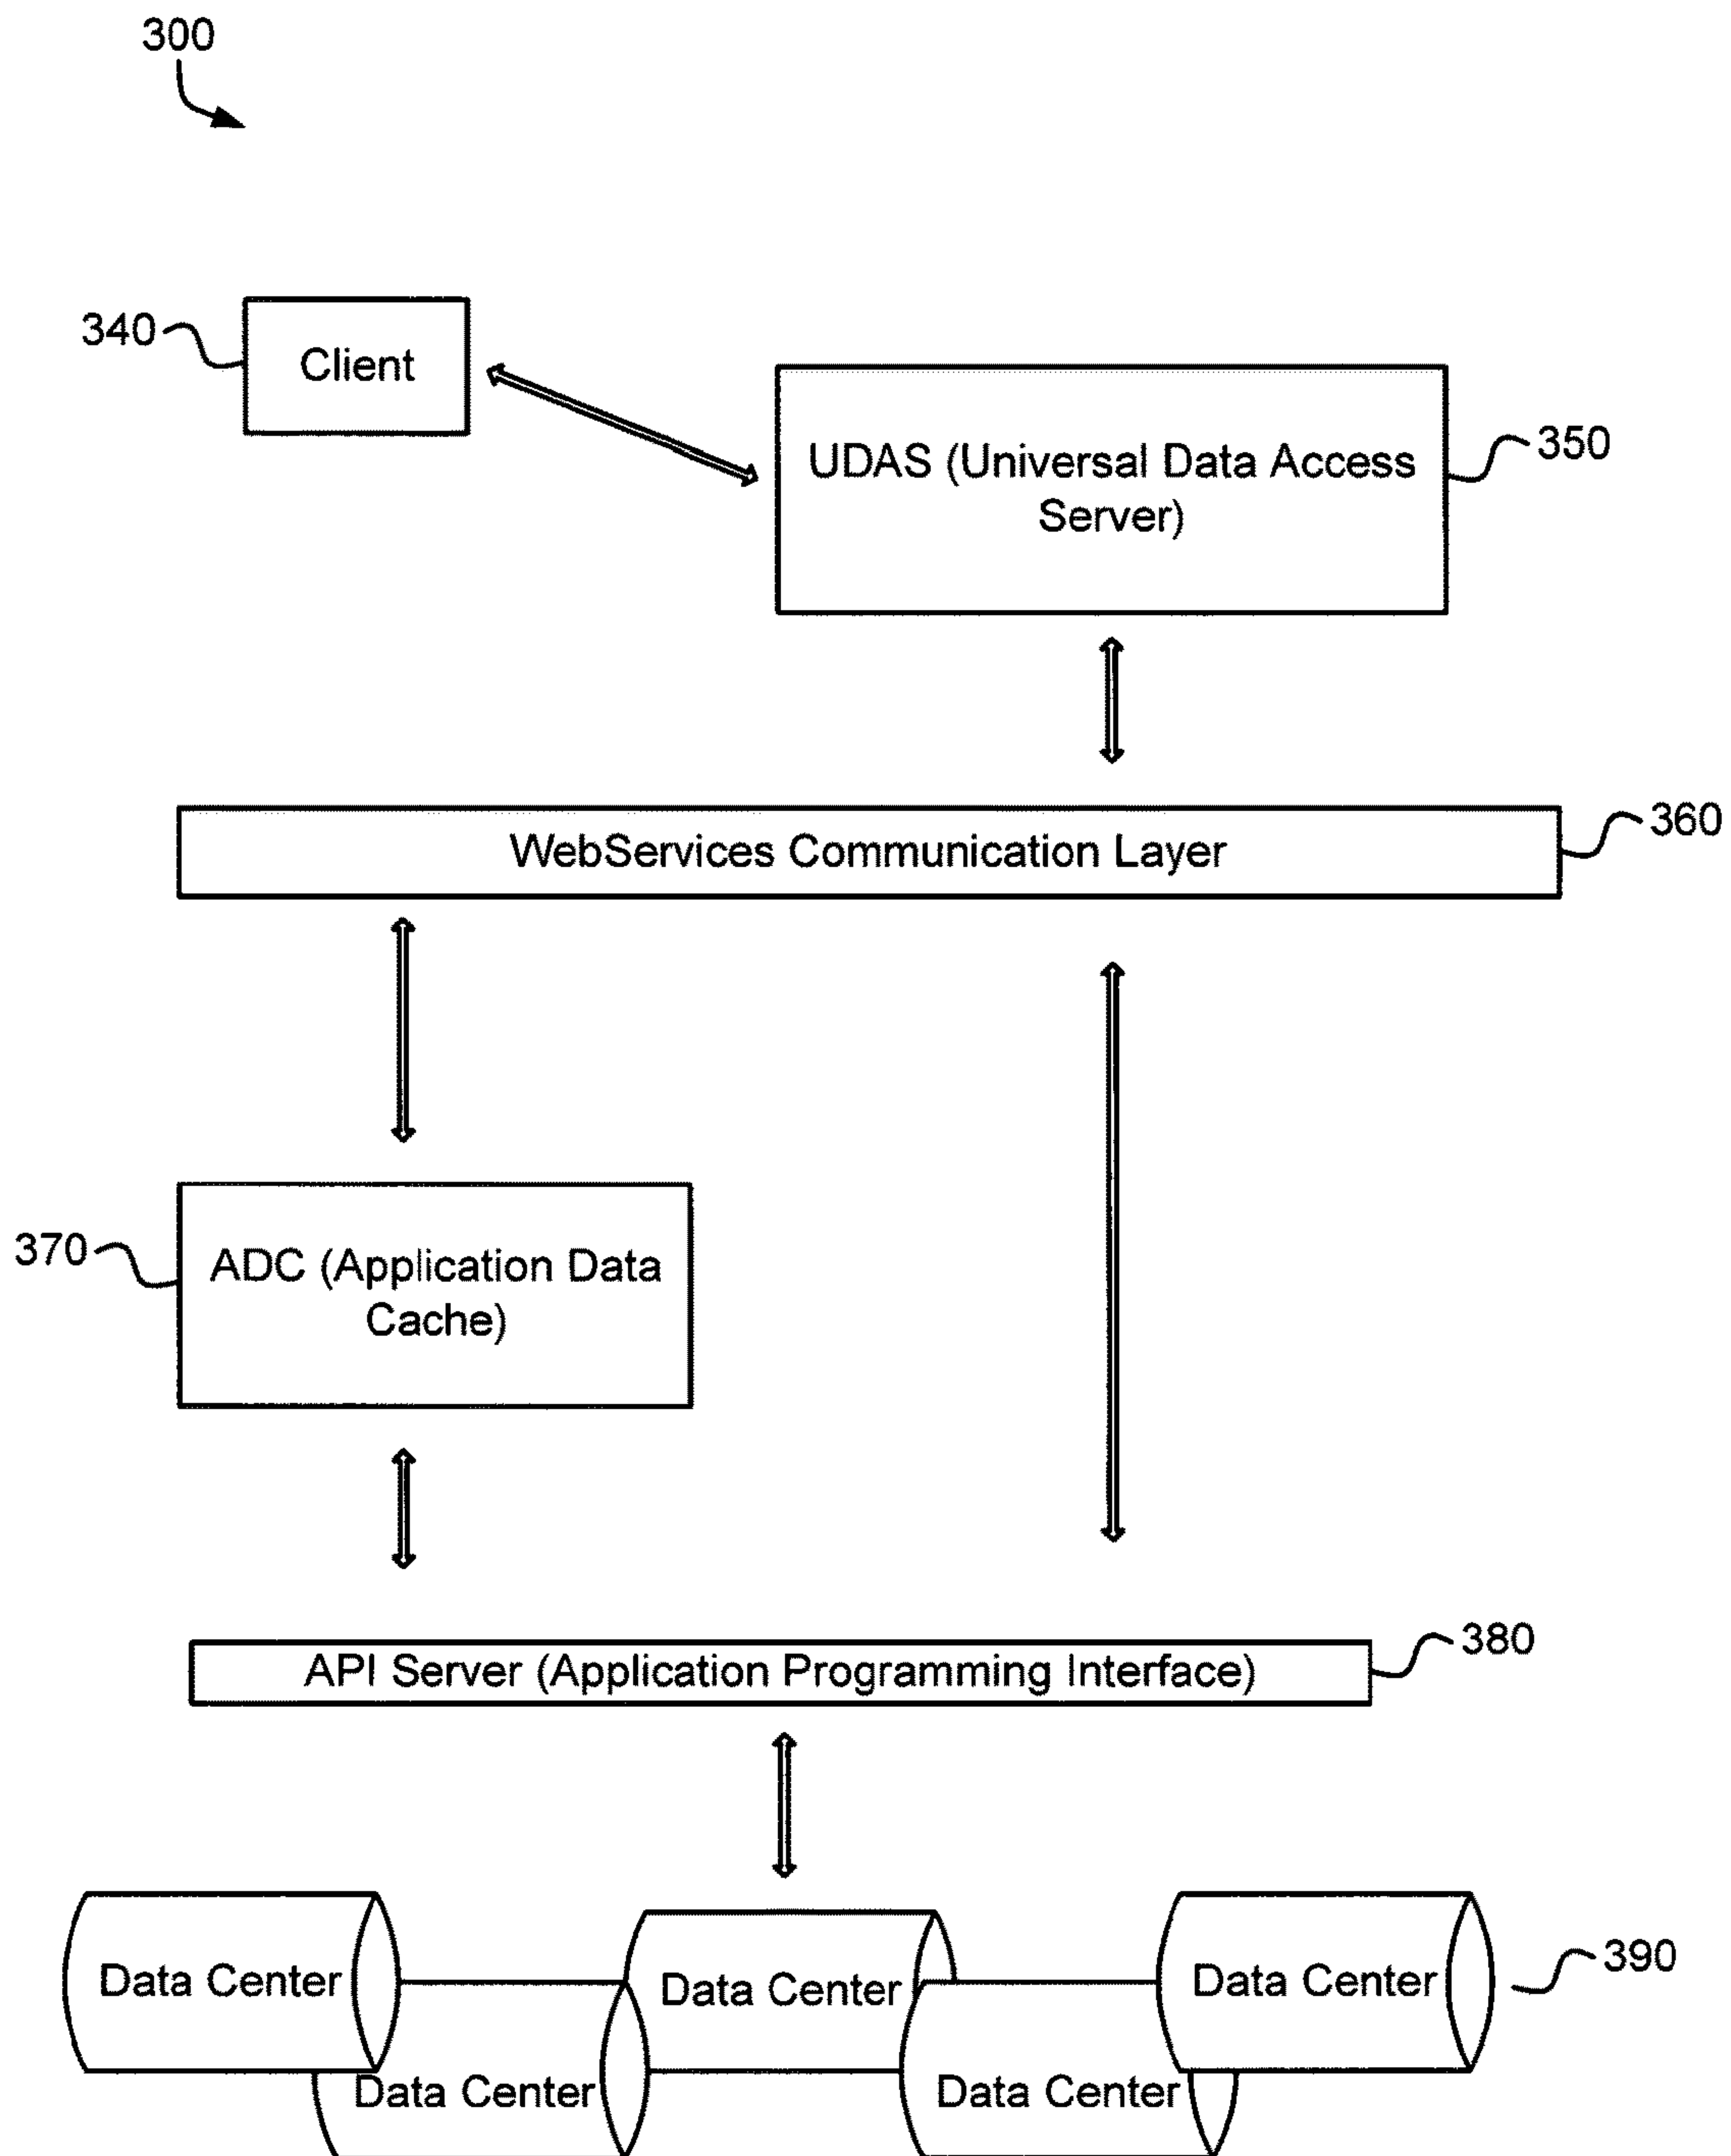 300
340
Client
UDAS (Universal Data Access
Server)
350
WebServices Communication Layer
360
370
ADC (Application Data
Cache)
API Server (Application Programming Interface)
380
Data Center
Data Center
Data Center
390
Data Center
Data Center